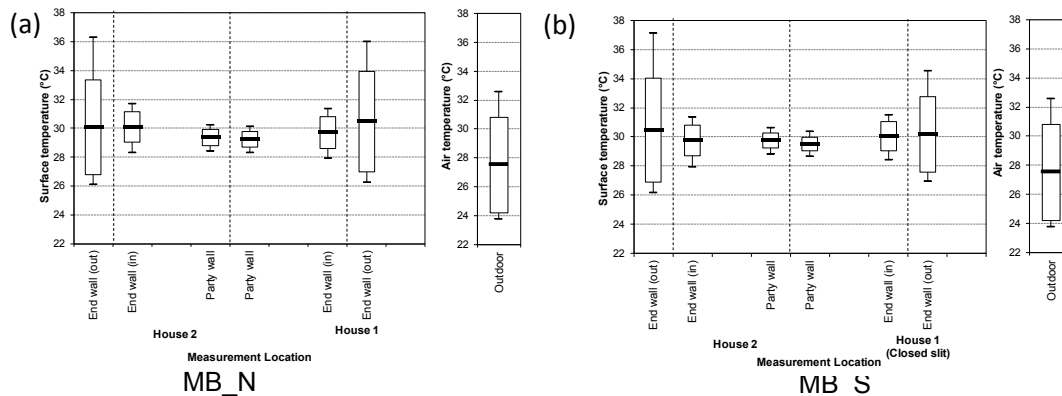 (a)
Surface temperature (°C)
38
36
34
32
30
28
26
24
22
End wall (out)
End wall (in)
Party wall
Party wall
End wall (in)
End wall (out)
House 2
House 1
Measurement Location
MB_N
Air temperature (°C)
38
36
34
32
30
28
26
24
22
Outdoor
(b)
Surface temperature (°C)
38
36
34
32
30
28
26
24
22
End wall (out)
End wall (in)
Party wall
Party wall
End wall (in)
End wall (out)
House 2
House 1
(Closed slit)
Measurement Location
MB_S
Air temperature (°C)
38
36
34
32
30
28
26
24
22
Outdoor